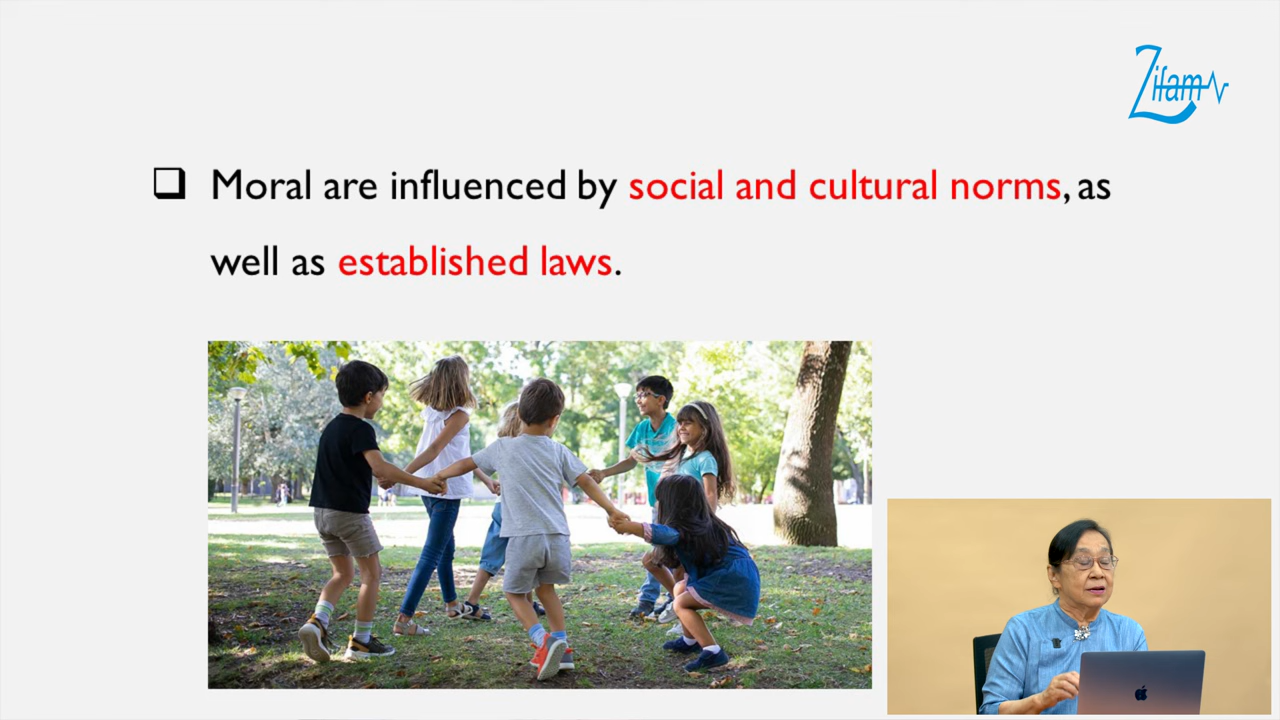 Zifam
Moral are influenced by social and cultural norms, as
well as established laws.